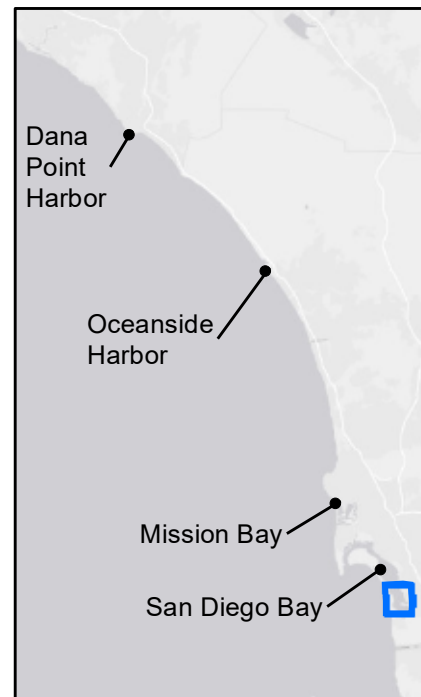 Dana
Point
Harbor
Oceanside
Harbor
Mission Bay
San Diego Bay